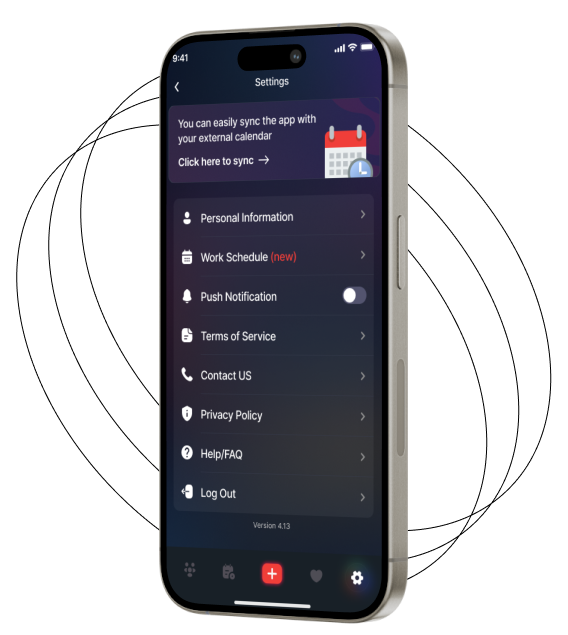 9:41
Settings
You can easily sync the app with
your external calendar
Click here to sync →
Personal Information
Work Schedule (new)
Push Notification
Terms of Service
Contact US
Privacy Policy
Help/FAQ
Log Out
Version 4.13